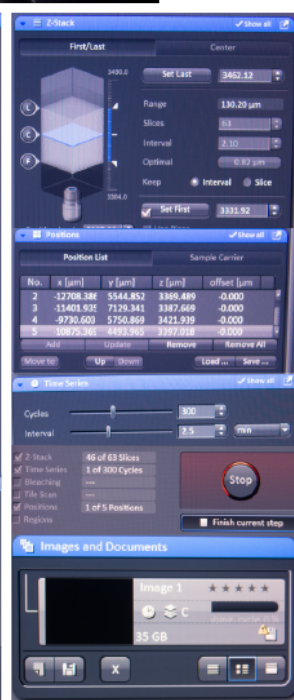 Z-Stack Show all
First/Last Center
3490.0 Set Last 3462.12
Range 130.20 µm
Slices 63
Interval 2.10
Optimal 0.82 µm
Keep Interval Slice
3304.0
Set First 3331.92
Positions Show all
Position List Sample Carrier
No. x [µm] y [µm] z [µm] offset [µm]
2 -12708.386 5544.852 3369.489 -0.000
3 -11401.935 7129.341 3387.669 -0.000
4 -9730.603 5750.869 3421.939 -0.000
5 -10875.365 4493.965 3397.018 -0.000
Add Update Remove Remove All
Move to Up Down Load ... Save ...
Time Series Show all
Cycles 300
Interval 2.5 min
Z-Stack 46 of 63 Slices
Time Series 1 of 300 Cycles
Bleaching ---
Tile Scan ---
Positions 1 of 5 Positions
Regions
Stop
Finish current step
Images and Documents
Image 1
C
35 GB
X